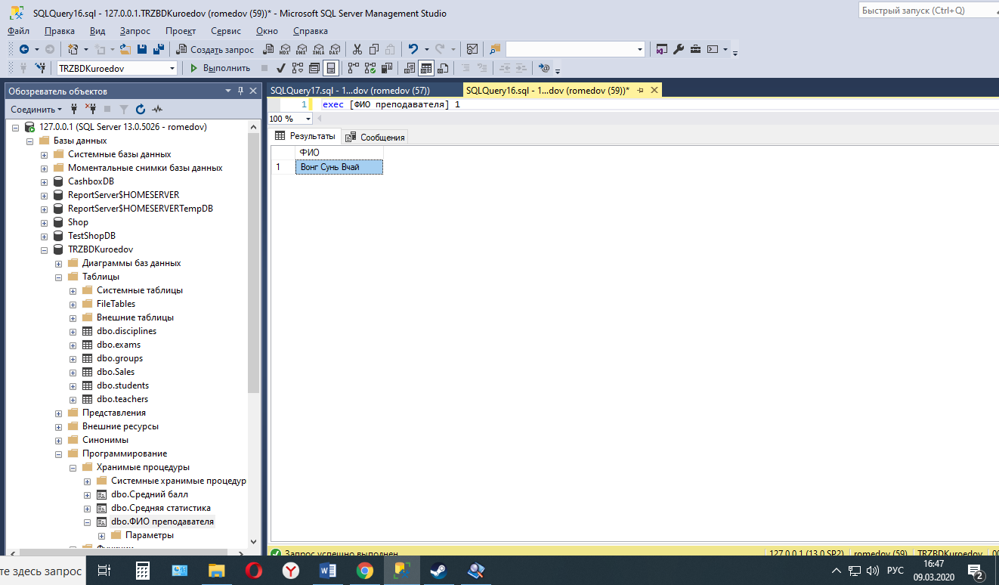 SQLQuery16.sql - 127.0.0.1.TRZBDKuroedov (romedov (59))* - Microsoft SQL Server Management Studio
Быстрый запуск (Ctrl+Q)
Файл Правка Вид Запрос Проект Сервис Окно Справка
Создать запрос MDX DMX XMLA DAX
TRZBDKuroedov Выполнить
Обозреватель объектов
SQLQuery17.sql - 1...dov (romedov (57)) SQLQuery16.sql - 1...dov (romedov (59))*
Соединить
1 exec [ФИО преподавателя] 1
100 %
Результаты Сообщения
ФИО
1 Вонг Сунь Вчай
127.0.0.1 (SQL Server 13.0.5026 - romedov)
Базы данных
Системные базы данных
Моментальные снимки базы данных
CashboxDB
ReportServer$HOMESERVER
ReportServer$HOMESERVERTempDB
Shop
TestShopDB
TRZBDKuroedov
Диаграммы баз данных
Таблицы
Системные таблицы
FileTables
Внешние таблицы
dbo.disciplines
dbo.exams
dbo.groups
dbo.Sales
dbo.students
dbo.teachers
Представления
Внешние ресурсы
Синонимы
Программирование
Хранимые процедуры
Системные хранимые процедур
dbo.Средний балл
dbo.Средняя статистика
dbo.ФИО преподавателя
Параметры
Функции
Запрос успешно выполнен. 127.0.0.1 (13.0 SP2) romedov (59) TRZBDKuroedov
те здесь запрос
РУС
16:47
09.03.2020
2